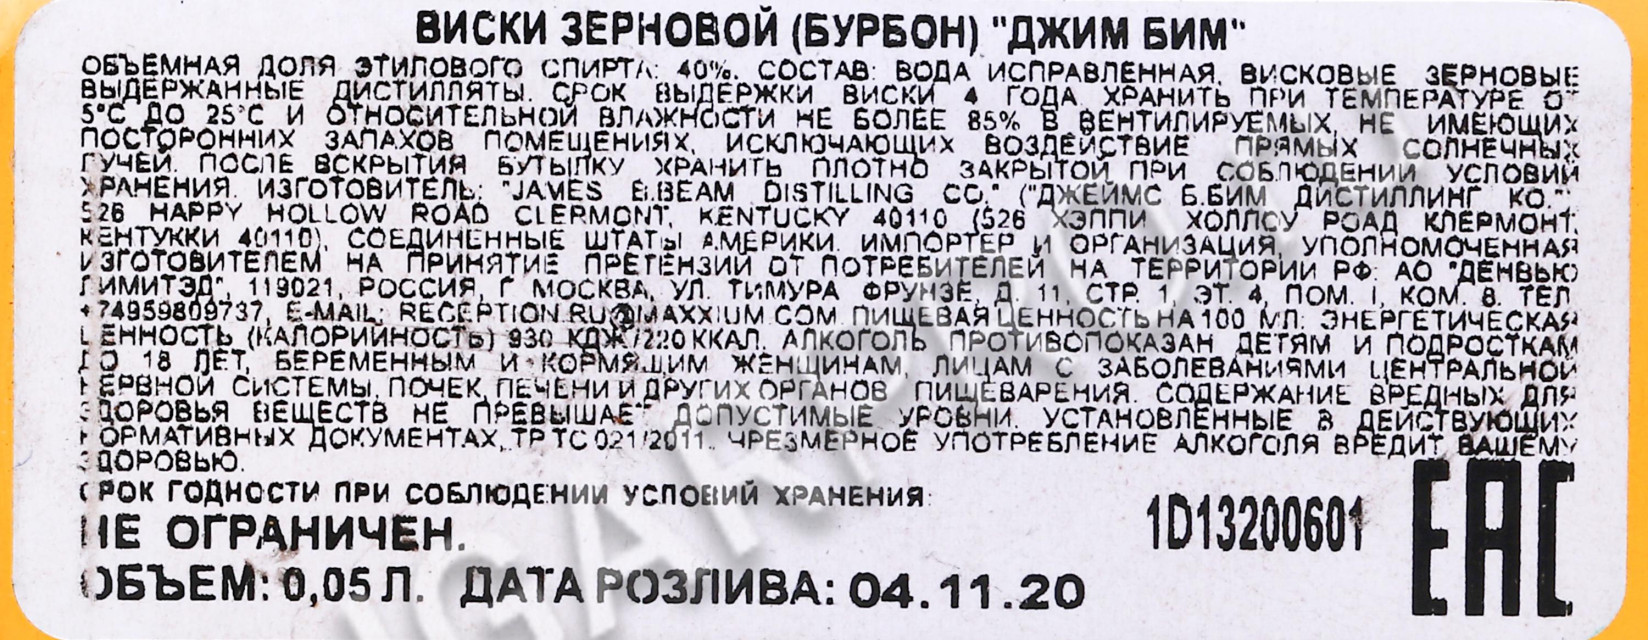 ВИСКИ ЗЕРНОВОЙ (БУРБОН) "ДЖИМ БИМ"
ОБЪЕМНАЯ ДОЛЯ ЭТИЛОВОГО СПИРТА: 40%. СОСТАВ: ВОДА ИСПРАВЛЕННАЯ, ВИСКОВЫЕ ЗЕРНОВЫЕ
ВЫДЕРЖАННЫЕ ДИСТИЛЛЯТЫ. СРОК ВЫДЕРЖКИ ВИСКИ 4 ГОДА. ХРАНИТЬ ПРИ ТЕМПЕРАТУРЕ ОТ
5°С ДО 25°С И ОТНОСИТЕЛЬНОЙ ВЛАЖНОСТИ НЕ БОЛЕЕ 85% В ВЕНТИЛИРУЕМЫХ, НЕ ИМЕЮЩИХ
ПОСТОРОННИХ ЗАПАХОВ ПОМЕЩЕНИЯХ, ИСКЛЮЧАЮЩИХ ВОЗДЕЙСТВИЕ ПРЯМЫХ СОЛНЕЧНЫХ
ЛУЧЕЙ. ПОСЛЕ ВСКРЫТИЯ БУТЫЛКУ ХРАНИТЬ ПЛОТНО ЗАКРЫТОЙ ПРИ СОБЛЮДЕНИИ УСЛОВИЙ
ХРАНЕНИЯ. ИЗГОТОВИТЕЛЬ: "JAMES B.BEAM DISTILLING CO." ("ДЖЕЙМС Б.БИМ ДИСТИЛЛИНГ КО."):
526 HAPPY HOLLOW ROAD CLERMONT, KENTUCKY 40110 (526 ХЭППИ ХОЛЛОУ РОАД КЛЕРМОНТ,
КЕНТУККИ 40110), СОЕДИНЕННЫЕ ШТАТЫ АМЕРИКИ. ИМПОРТЕР И ОРГАНИЗАЦИЯ, УПОЛНОМОЧЕННАЯ
ИЗГОТОВИТЕЛЕМ НА ПРИНЯТИЕ ПРЕТЕНЗИЙ ОТ ПОТРЕБИТЕЛЕЙ НА ТЕРРИТОРИИ РФ: АО "ДЕНВЬЮ
ЛИМИТЭД", 119021, РОССИЯ, Г. МОСКВА, УЛ. ТИМУРА ФРУНЗЕ, Д. 11, СТР. 1, ЭТ. 4, ПОМ. I, КОМ. 8. ТЕЛ.
+74959809737, E-MAIL: RECEPTION.RU@MAXXIUM.COM. ПИЩЕВАЯ ЦЕННОСТЬ НА 100 МЛ: ЭНЕРГЕТИЧЕСКАЯ
ЦЕННОСТЬ (КАЛОРИЙНОСТЬ) 930 КДЖ/220 ККАЛ. АЛКОГОЛЬ ПРОТИВОПОКАЗАН ДЕТЯМ И ПОДРОСТКАМ
ДО 18 ЛЕТ, БЕРЕМЕННЫМ И КОРМЯЩИМ ЖЕНЩИНАМ, ЛИЦАМ С ЗАБОЛЕВАНИЯМИ ЦЕНТРАЛЬНОЙ
НЕРВНОЙ СИСТЕМЫ, ПОЧЕК, ПЕЧЕНИ И ДРУГИХ ОРГАНОВ ПИЩЕВАРЕНИЯ. СОДЕРЖАНИЕ ВРЕДНЫХ ДЛЯ
ЗДОРОВЬЯ ВЕЩЕСТВ НЕ ПРЕВЫШАЕТ ДОПУСТИМЫЕ УРОВНИ, УСТАНОВЛЕННЫЕ В ДЕЙСТВУЮЩИХ
НОРМАТИВНЫХ ДОКУМЕНТАХ, ТР ТС 021/2011. ЧРЕЗМЕРНОЕ УПОТРЕБЛЕНИЕ АЛКОГОЛЯ ВРЕДИТ ВАШЕМУ
ЗДОРОВЬЮ.
СРОК ГОДНОСТИ ПРИ СОБЛЮДЕНИИ УСЛОВИЙ ХРАНЕНИЯ:
НЕ ОГРАНИЧЕН.
1D13200601
EAC
ОБЪЕМ: 0,05 Л. ДАТА РОЗЛИВА: 04.11.20